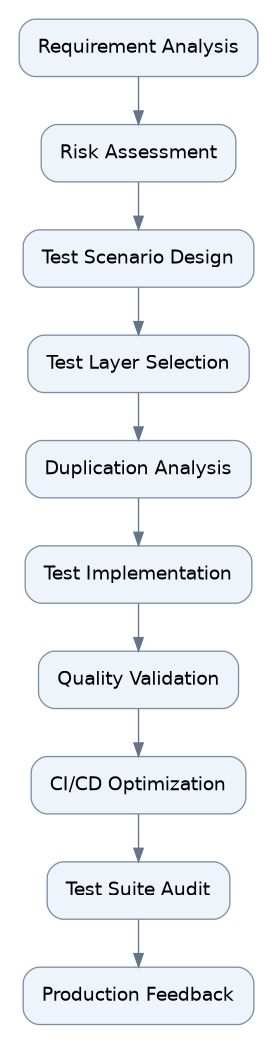 Requirement Analysis
Risk Assessment
Test Scenario Design
Test Layer Selection
Duplication Analysis
Test Implementation
Quality Validation
CI/CD Optimization
Test Suite Audit
Production Feedback